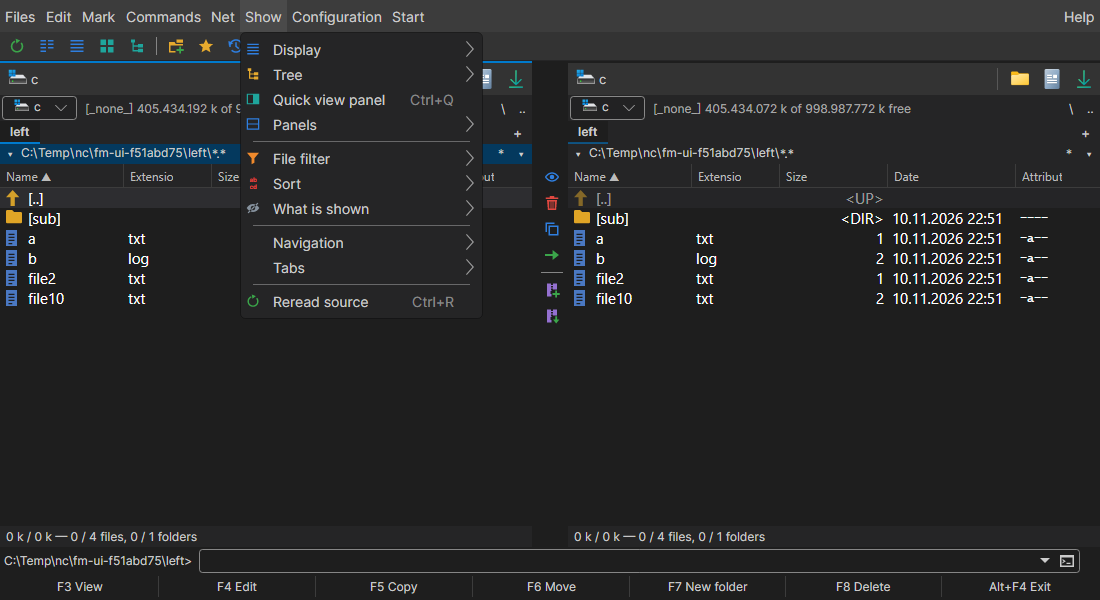 Files Edit Mark Commands Net Show Configuration Start Help
c
c
c [_none_] 405.434.192 k of 9 \ ..
c [_none_] 405.434.072 k of 998.987.772 k free \ ..
left +
left +
C:\Temp\nc\fm-ui-f51abd75\left\*.* * 
C:\Temp\nc\fm-ui-f51abd75\left\*.* *
Name Extensio Size but
Name Extensio Size Date Attribut
[..]
[sub]
a txt
b log
file2 txt
file10 txt
Display
Tree
Quick view panel Ctrl+Q
Panels
File filter
Sort
What is shown
Navigation
Tabs
Reread source Ctrl+R
[..] <UP>
[sub] <DIR> 10.11.2026 22:51 ----
a txt 1 10.11.2026 22:51 -a--
b log 2 10.11.2026 22:51 -a--
file2 txt 1 10.11.2026 22:51 -a--
file10 txt 2 10.11.2026 22:51 -a--
0 k / 0 k — 0 / 4 files, 0 / 1 folders
0 k / 0 k — 0 / 4 files, 0 / 1 folders
C:\Temp\nc\fm-ui-f51abd75\left>
F3 View F4 Edit F5 Copy F6 Move F7 New folder F8 Delete Alt+F4 Exit